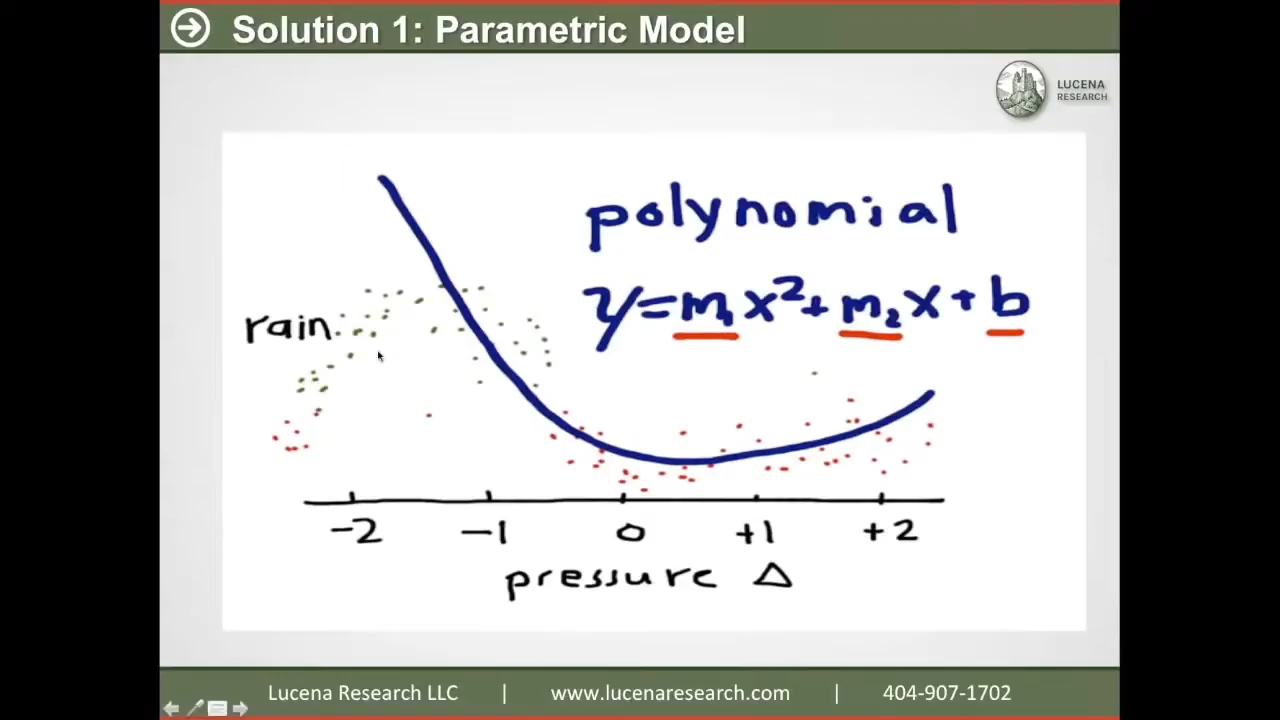 Solution 1: Parametric Model
LUCENA
RESEARCH
polynomial
y=m₁x²+m₂x+b
rain
-2 -1 0 +1 +2
pressure Δ
Lucena Research LLC | www.lucenaresearch.com | 404-907-1702